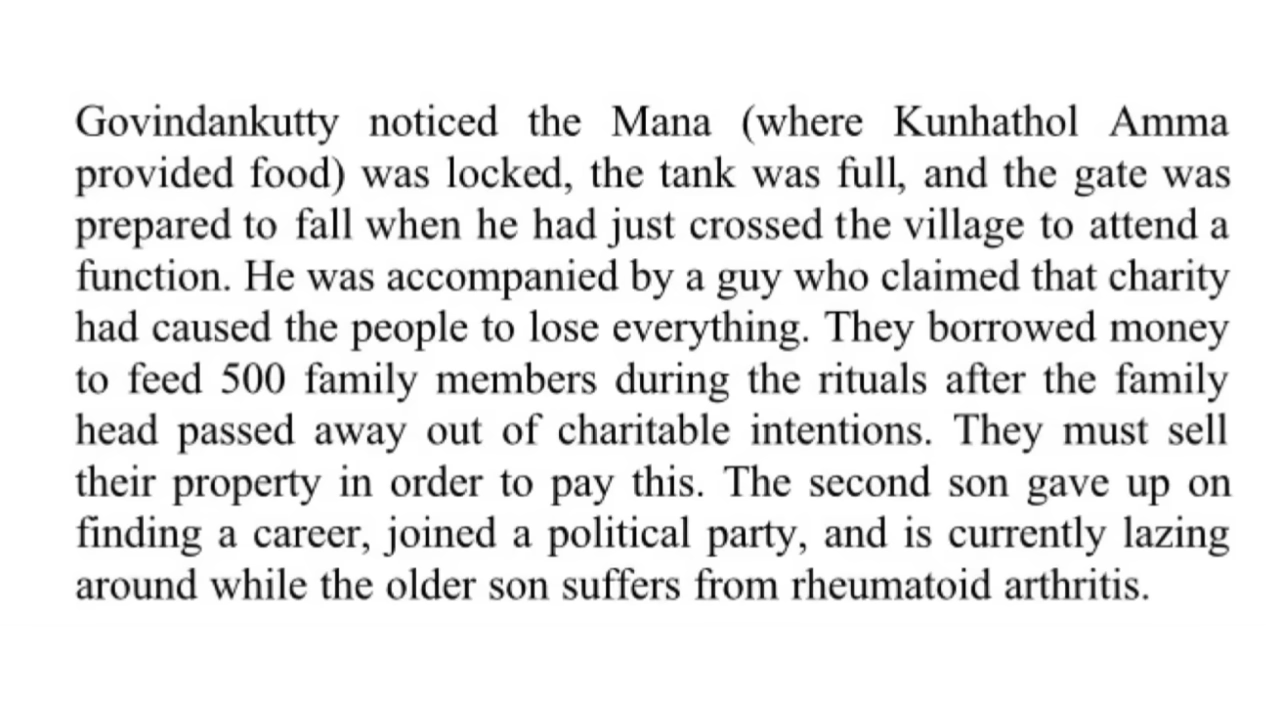 Govindankutty noticed the Mana (where Kunhathol Amma
provided food) was locked, the tank was full, and the gate was
prepared to fall when he had just crossed the village to attend a
function. He was accompanied by a guy who claimed that charity
had caused the people to lose everything. They borrowed money
to feed 500 family members during the rituals after the family
head passed away out of charitable intentions. They must sell
their property in order to pay this. The second son gave up on
finding a career, joined a political party, and is currently lazing
around while the older son suffers from rheumatoid arthritis.